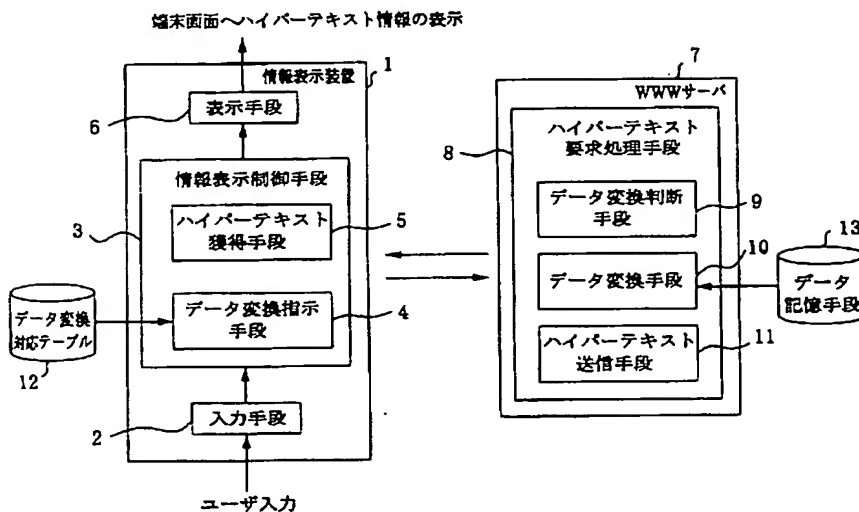 端末画面へハイパーテキスト情報の表示
情報表示装置
1
表示手段
6
情報表示制御手段
3
ハイパーテキスト
獲得手段
5
データ変換指示
手段
4
データ変換
対応テーブル
12
入力手段
2
ユーザ入力
7
WWWサーバ
8
ハイパーテキスト
要求処理手段
データ変換判断
手段
9
データ変換手段
10
ハイパーテキスト
送信手段
11
13
データ
記憶手段